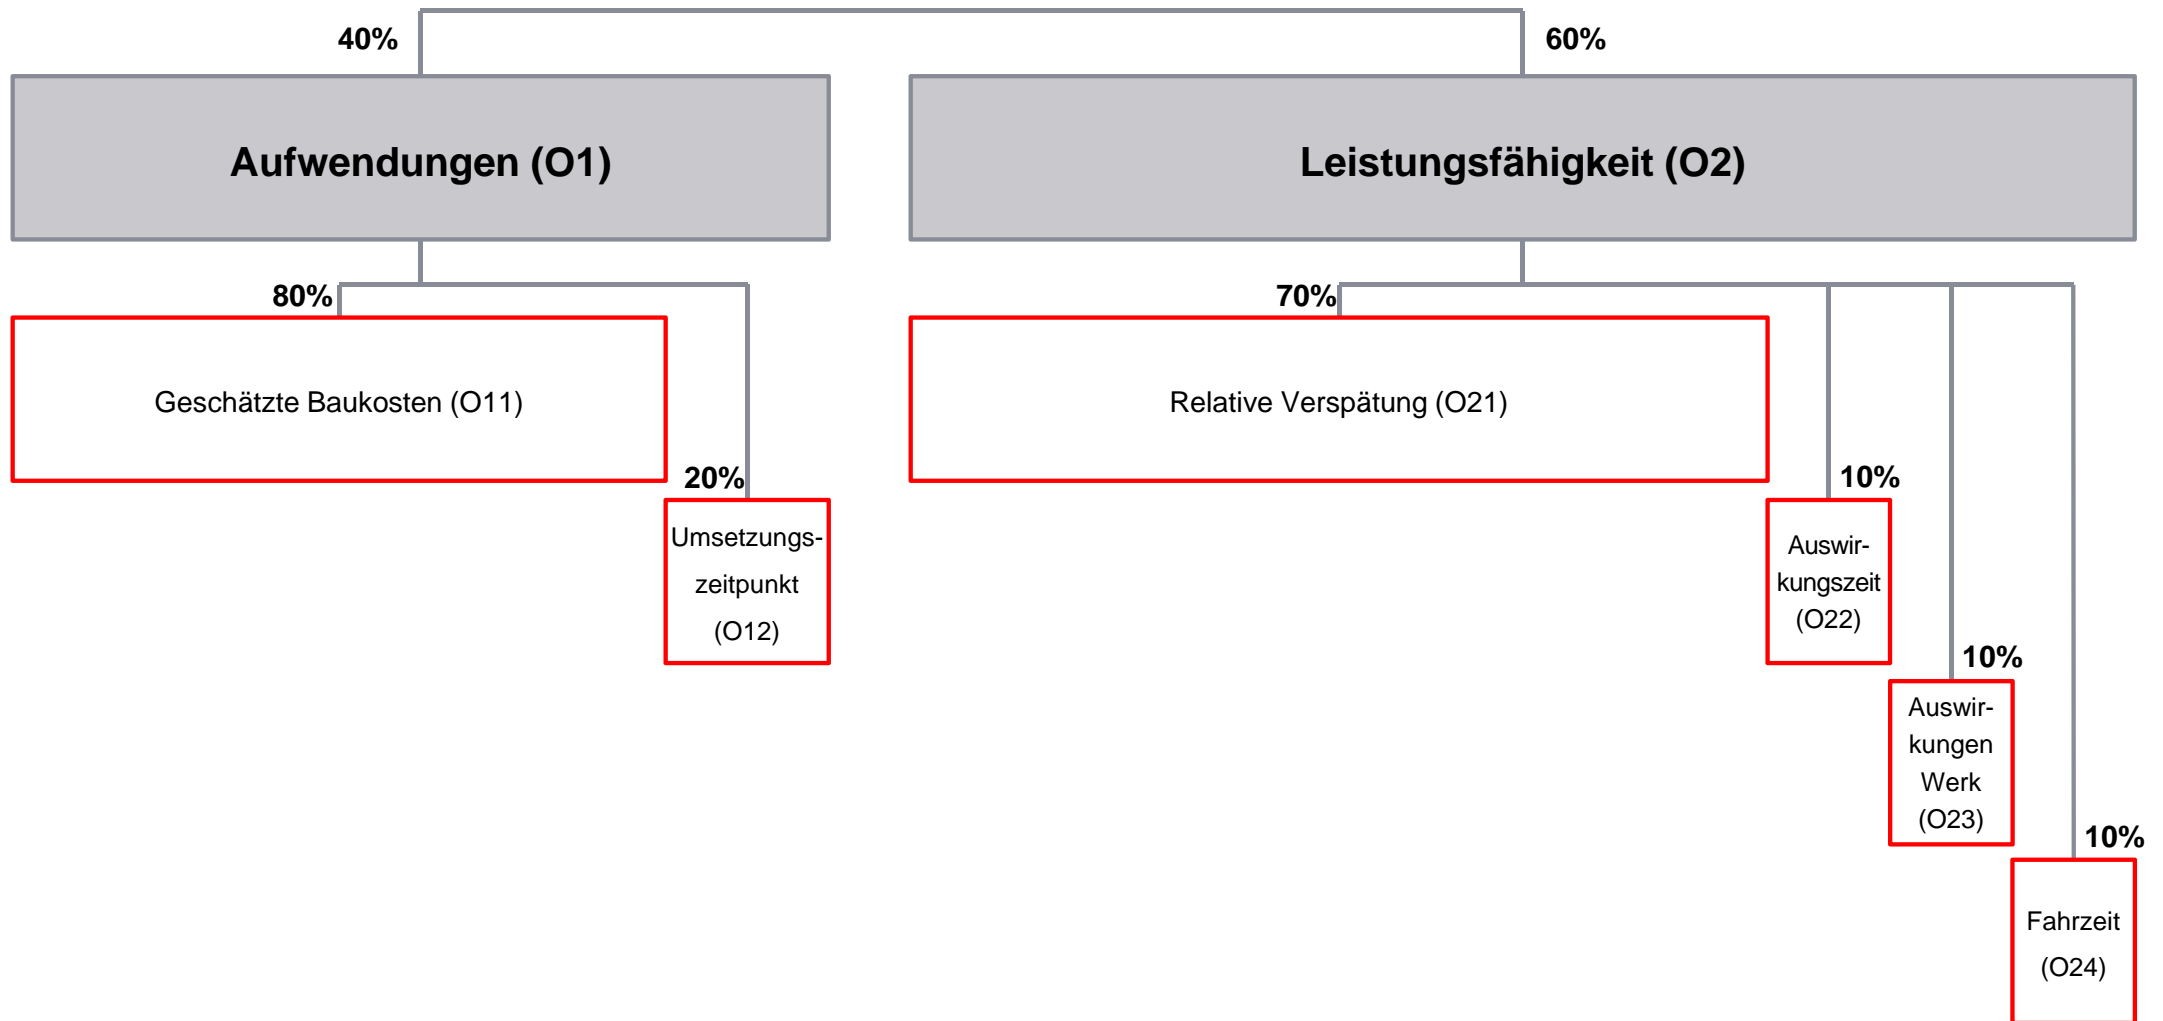 40%
60%
Aufwendungen (O1)
Leistungsfähigkeit (O2)
80%
70%
Geschätzte Baukosten (O11)
Relative Verspätung (O21)
20%
10%
Umsetzungs-
zeitpunkt
(O12)
Auswir-
kungszeit
(O22)
10%
Auswir-
kungen
Werk
(O23)
10%
Fahrzeit
(O24)